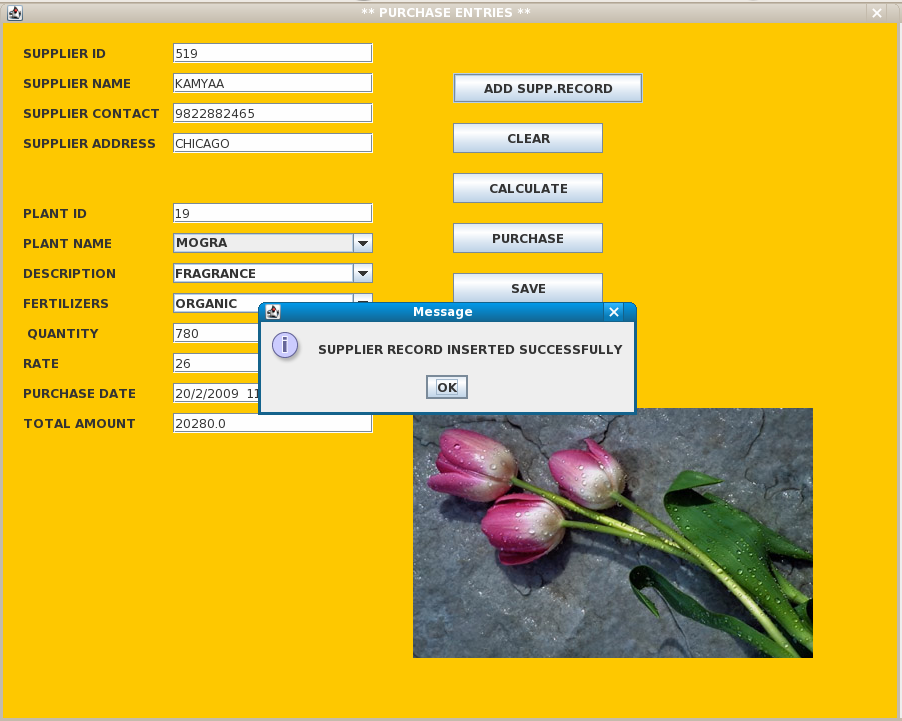 ** PURCHASE ENTRIES **
SUPPLIER ID 519
SUPPLIER NAME KAMYAA
SUPPLIER CONTACT 9822882465
SUPPLIER ADDRESS CHICAGO
PLANT ID 19
PLANT NAME MOGRA
DESCRIPTION FRAGRANCE
FERTILIZERS ORGANIC
QUANTITY 780
RATE 26
PURCHASE DATE 20/2/2009
TOTAL AMOUNT 20280.0
ADD SUPP.RECORD
CLEAR
CALCULATE
PURCHASE
SAVE
Message
SUPPLIER RECORD INSERTED SUCCESSFULLY
OK